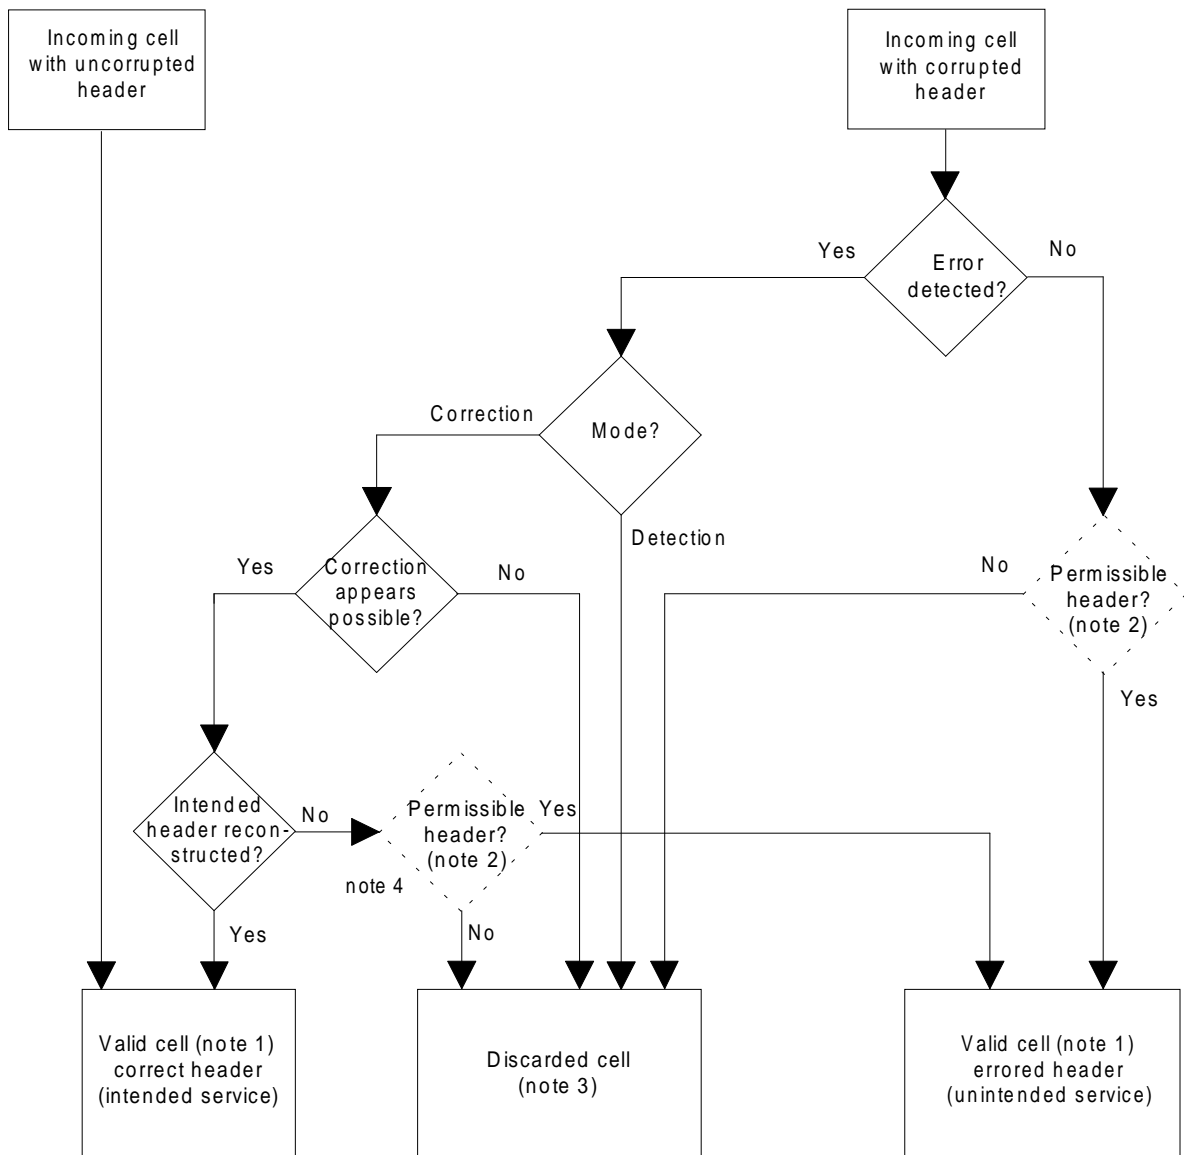 Incoming cell
with uncorrupted
header
Incoming cell
with corrupted
header
Yes
No
Error
detected?
Correction
Mode?
Detection
Yes
Correction
appears
possible?
No
No
Permissible
header?
(note 2)
Yes
Intended
header recon-
structed?
No
Permissible
header?
(note 2)
Yes
note 4
Yes
No
Valid cell (note 1)
correct header
(intended service)
Discarded cell
(note 3)
Valid cell (note 1)
errored header
(unintended service)